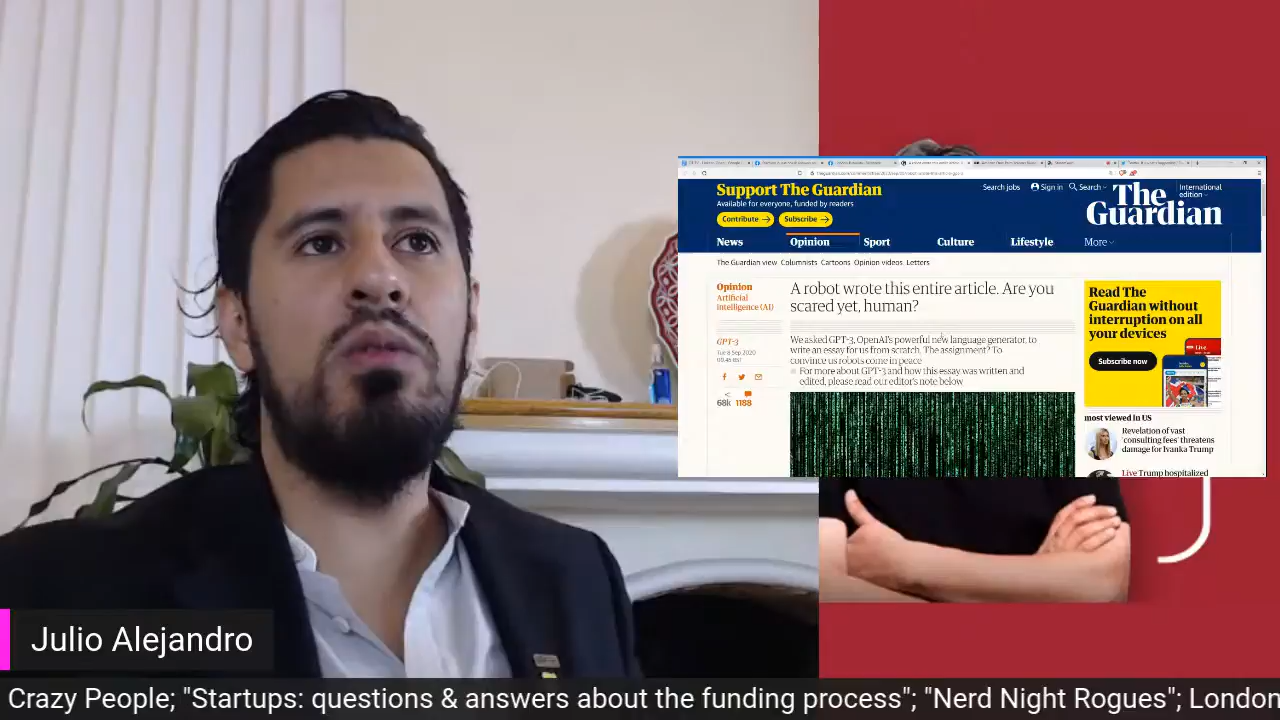 Support The Guardian
Available for everyone, funded by readers
Contribute →
Subscribe →
Search jobs
Sign in
Search
International
edition
The
Guardian
News
Opinion
Sport
Culture
Lifestyle
More
The Guardian view
Columnists
Cartoons
Opinion videos
Letters
Opinion
Artificial
intelligence (AI)
A robot wrote this entire article. Are you
scared yet, human?
GPT-3
Tue 8 Sep 2020
68k
1188
We asked GPT-3, OpenAI's powerful new language generator, to
write an essay for us from scratch. The assignment? To
convince us robots come in peace
For more about GPT-3 and how this essay was written and
edited, please read our editor's note below
Read The
Guardian without
interruption on all
your devices
Subscribe now
Live
most viewed in US
Revelation of vast
'consulting fees' threatens
damage for Ivanka Trump
Live Trump hospitalized
Julio Alejandro
Crazy People; "Startups: questions & answers about the funding process"; "Nerd Night Rogues"; London